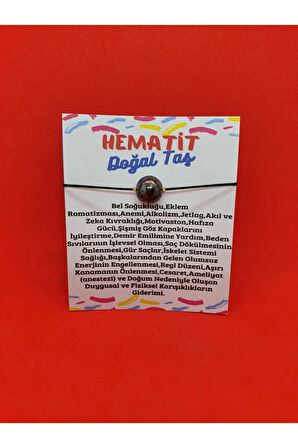 HEMATİT
Doğal Taş
Bel Soğukluğu,Eklem
Romatizması,Anemi,Alkolizm,Jetlag,Akıl ve
Zeka Kıvraklığı,Motivaston,Hafıza
Gücü,Şişmiş Göz Kapaklarını
İyileştirme,Demir Emilimine Yardım,Beden
Sıvılarının İşlevsel Olması,Saç Dökülmesinin
Önlenmesi,Gür Saçlar,İskelet Sistemi
Sağlığı,Başkalarından Gelen Olumsuz
Enerjinin Engellenmesi,Regl Düzeni,Aşırı
Kanamanın Önlenmesi,Cesaret,Ameliyat
(anestezi) ve Doğum Nedeniyle Oluşan
Duygusal ve Fiziksel Karışıklıkların
Giderimi.